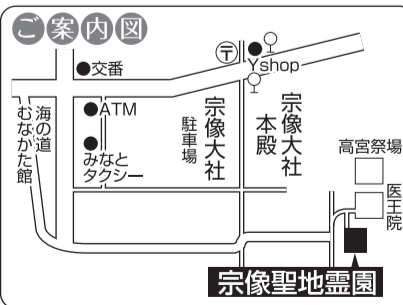 ご案内図
交番
〒
Yshop
ATM
みなと
タクシー
海の道
むなかた館
宗像大社
駐車場
宗像大社
本殿
高宮祭場
医王院
宗像聖地霊園